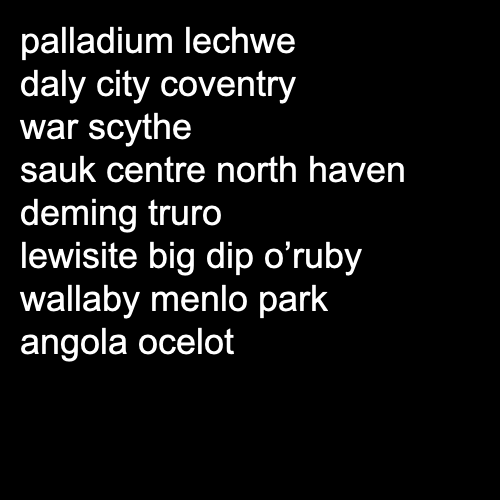 palladium lechwe
daly city coventry
war scythe
sauk centre north haven
deming truro
lewisite big dip o’ruby
wallaby menlo park
angola ocelot